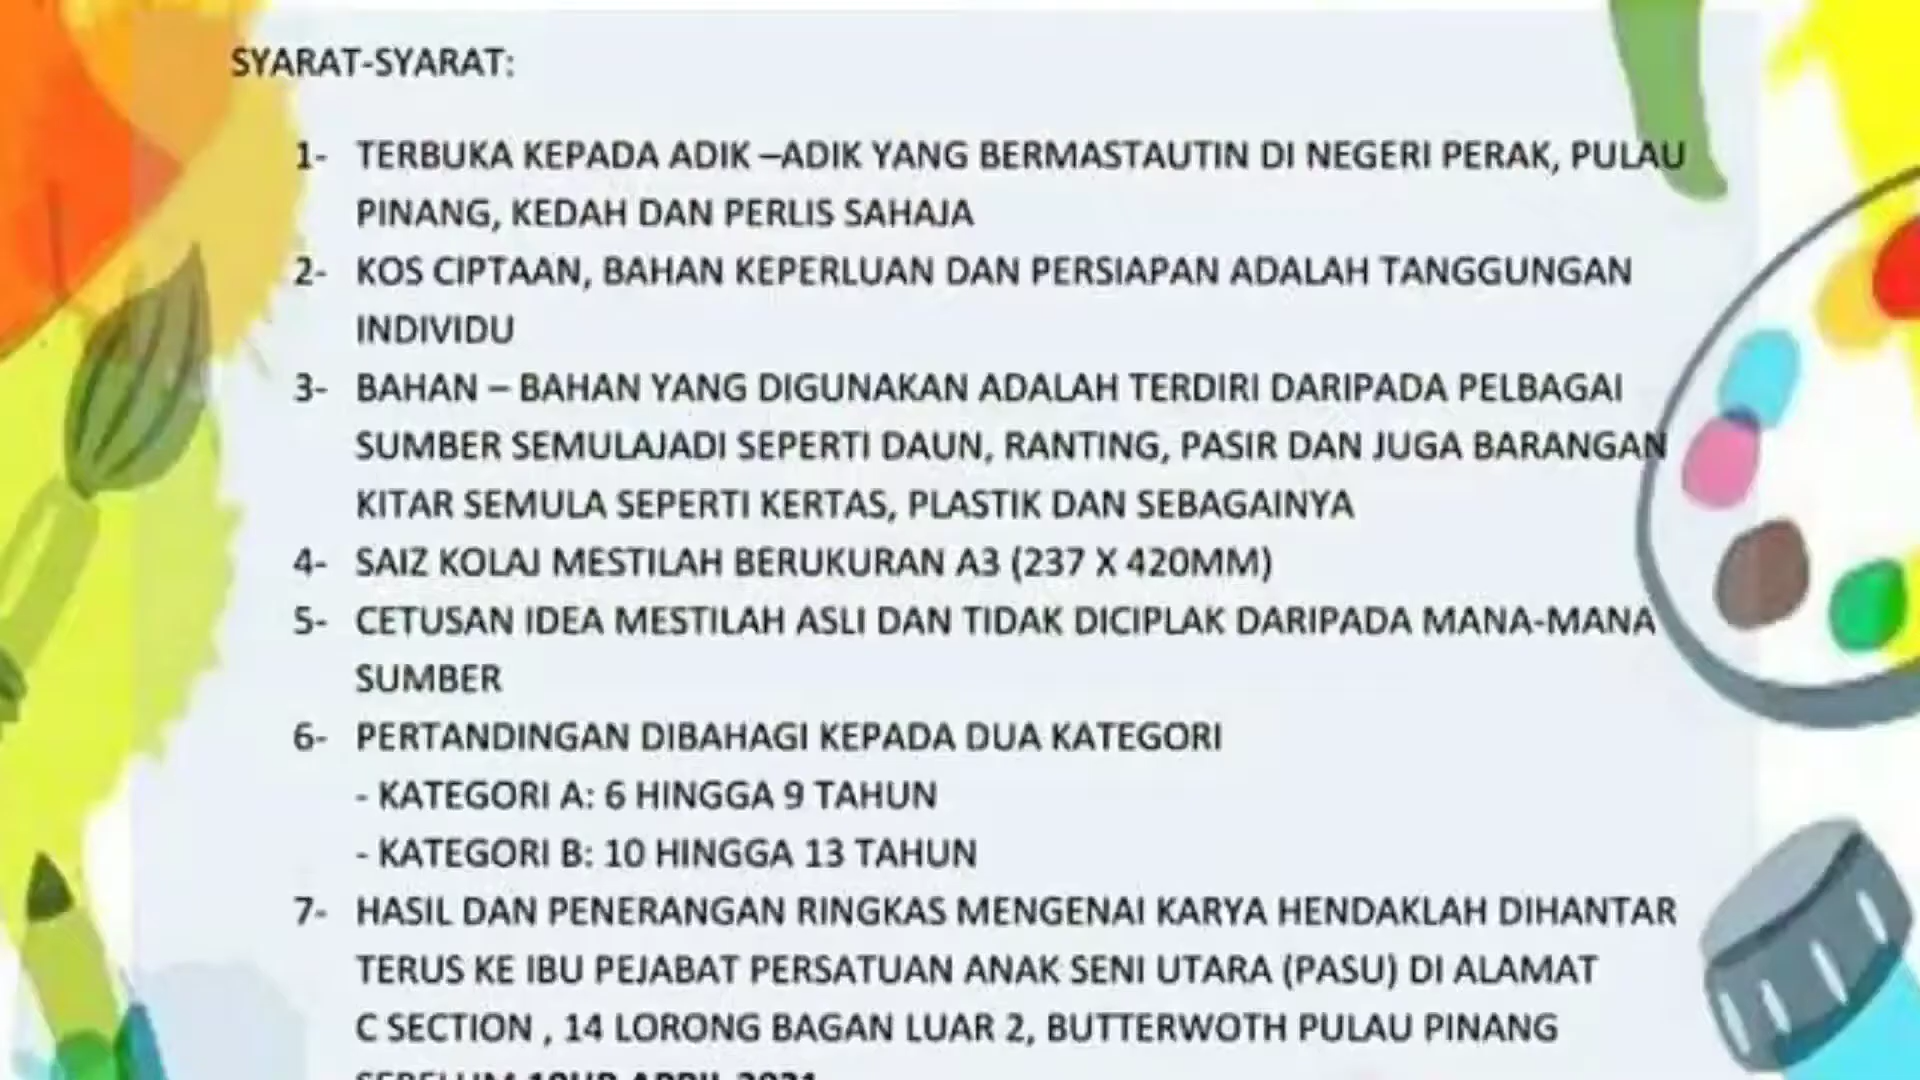 SYARAT-SYARAT:
1- TERBUKA KEPADA ADIK –ADIK YANG BERMASTAUTIN DI NEGERI PERAK, PULAU
PINANG, KEDAH DAN PERLIS SAHAJA
2- KOS CIPTAAN, BAHAN KEPERLUAN DAN PERSIAPAN ADALAH TANGGUNGAN
INDIVIDU
3- BAHAN – BAHAN YANG DIGUNAKAN ADALAH TERDIRI DARIPADA PELBAGAI
SUMBER SEMULAJADI SEPERTI DAUN, RANTING, PASIR DAN JUGA BARANGAN
KITAR SEMULA SEPERTI KERTAS, PLASTIK DAN SEBAGAINYA
4- SAIZ KOLAJ MESTILAH BERUKURAN A3 (237 X 420MM)
5- CETUSAN IDEA MESTILAH ASLI DAN TIDAK DICIPLAK DARIPADA MANA-MANA
SUMBER
6- PERTANDINGAN DIBAHAGI KEPADA DUA KATEGORI
- KATEGORI A: 6 HINGGA 9 TAHUN
- KATEGORI B: 10 HINGGA 13 TAHUN
7- HASIL DAN PENERANGAN RINGKAS MENGENAI KARYA HENDAKLAH DIHANTAR
TERUS KE IBU PEJABAT PERSATUAN ANAK SENI UTARA (PASU) DI ALAMAT
C SECTION , 14 LORONG BAGAN LUAR 2, BUTTERWOTH PULAU PINANG